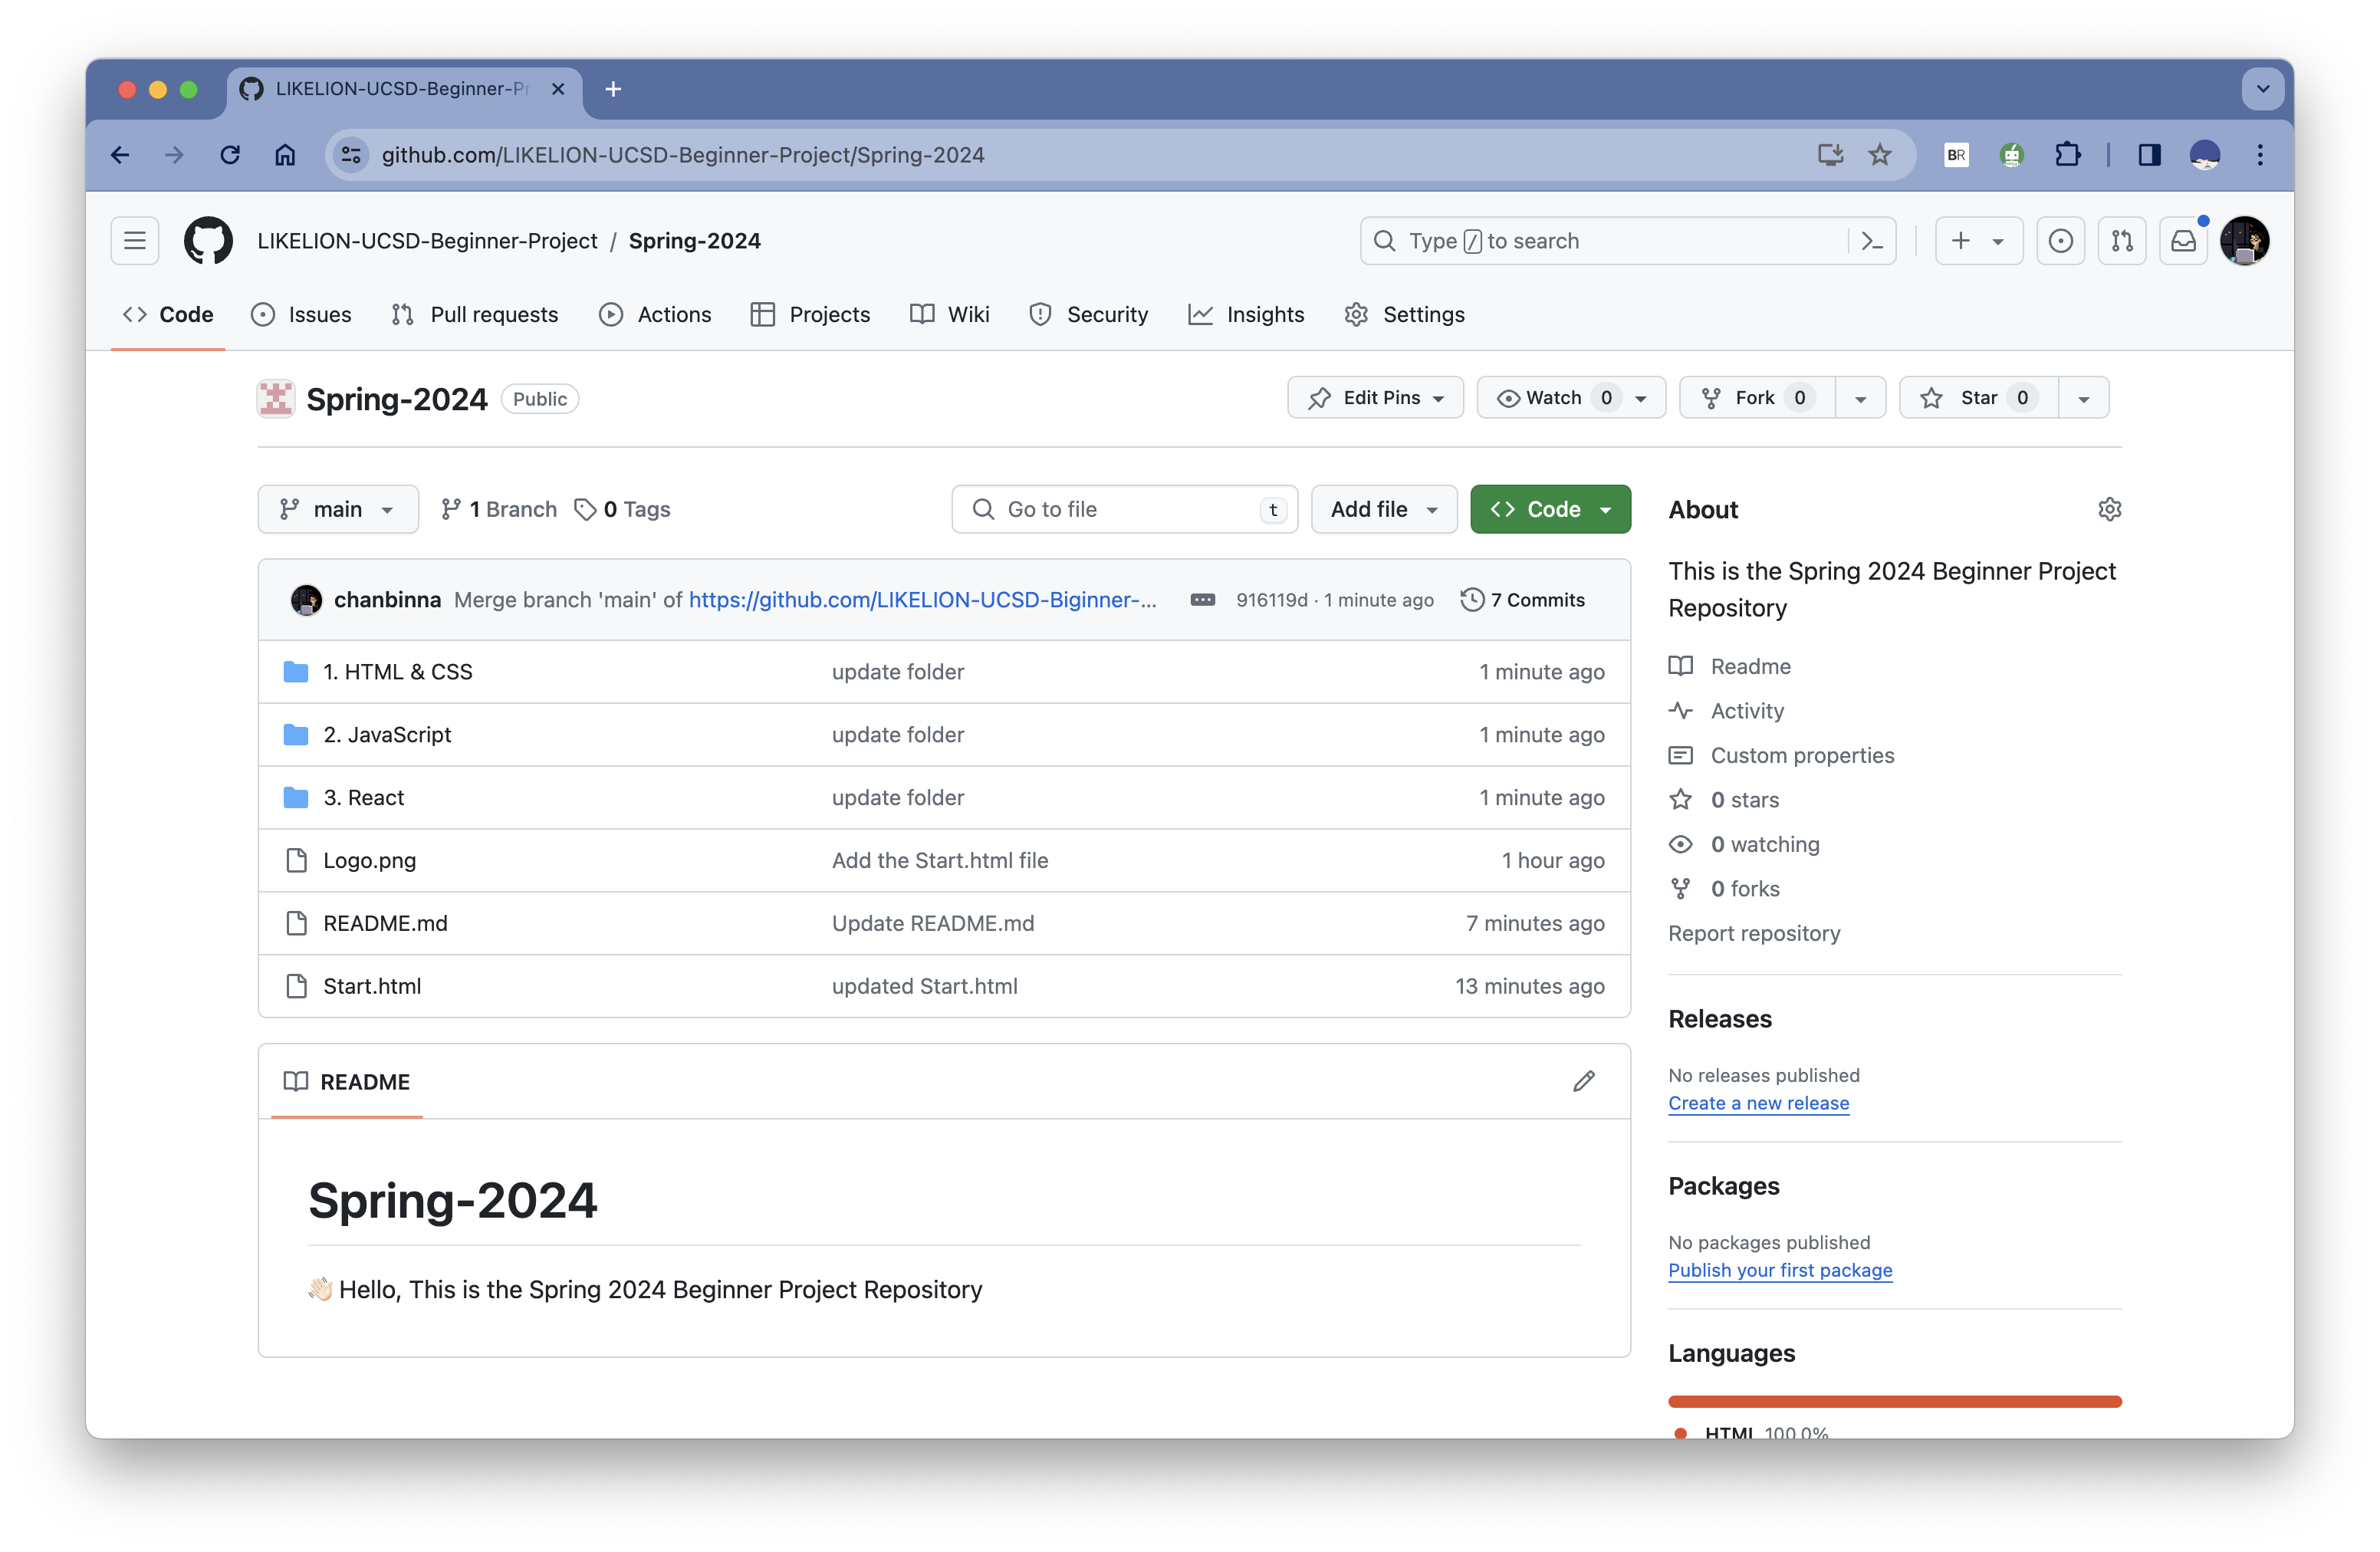 LIKELION-UCSD-Beginner-Pr
github.com/LIKELION-UCSD-Beginner-Project/Spring-2024
BR
LIKELION-UCSD-Beginner-Project / Spring-2024
Type / to search
Code Issues Pull requests Actions Projects Wiki Security Insights Settings
Spring-2024 Public
Edit Pins Watch 0 Fork 0 Star 0
main 1 Branch 0 Tags Go to file t Add file Code
chanbinna Merge branch 'main' of https://github.com/LIKELION-UCSD-Biginner-... 916119d · 1 minute ago 7 Commits
1. HTML & CSS update folder 1 minute ago
2. JavaScript update folder 1 minute ago
3. React update folder 1 minute ago
Logo.png Add the Start.html file 1 hour ago
README.md Update README.md 7 minutes ago
Start.html updated Start.html 13 minutes ago
README
Spring-2024
👋🏻 Hello, This is the Spring 2024 Beginner Project Repository
About
This is the Spring 2024 Beginner Project
Repository
Readme
Activity
Custom properties
0 stars
0 watching
0 forks
Report repository
Releases
No releases published
Create a new release
Packages
No packages published
Publish your first package
Languages
HTML 100.0%